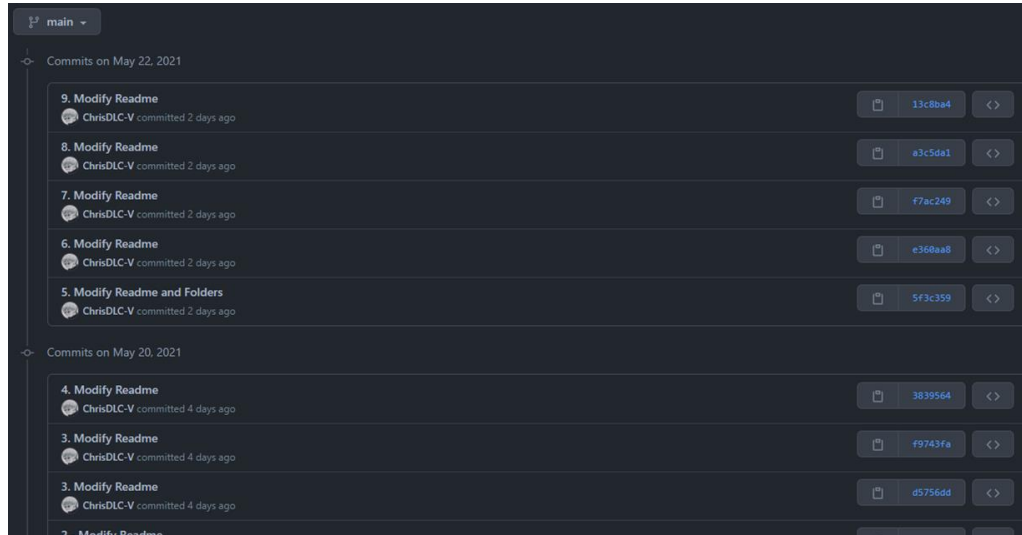 main
Commits on May 22, 2021
9. Modify Readme
13c8ba4
ChrisDLC-V committed 2 days ago
8. Modify Readme
a3c5da1
ChrisDLC-V committed 2 days ago
7. Modify Readme
f7ac249
ChrisDLC-V committed 2 days ago
6. Modify Readme
e360aa8
ChrisDLC-V committed 2 days ago
5. Modify Readme and Folders
5f3c359
ChrisDLC-V committed 2 days ago
Commits on May 20, 2021
4. Modify Readme
3839564
ChrisDLC-V committed 4 days ago
3. Modify Readme
f9743fa
ChrisDLC-V committed 4 days ago
3. Modify Readme
d5756dd
ChrisDLC-V committed 4 days ago
Modify Readme